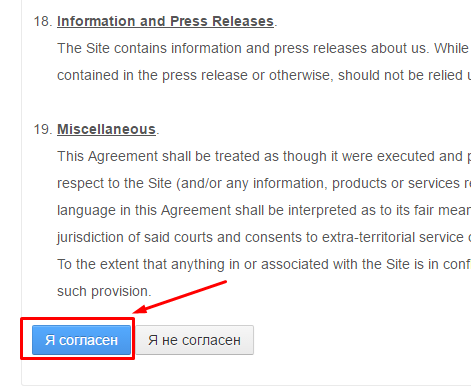 18. Information and Press Releases.
The Site contains information and press releases about us. While
contained in the press release or otherwise, should not be relied
19. Miscellaneous.
This Agreement shall be treated as though it were executed and
respect to the Site (and/or any information, products or services
language in this Agreement shall be interpreted as to its fair
jurisdiction of said courts and consents to extra-territorial service
To the extent that anything in or associated with the Site is in
such provision.
Я согласен Я не согласен